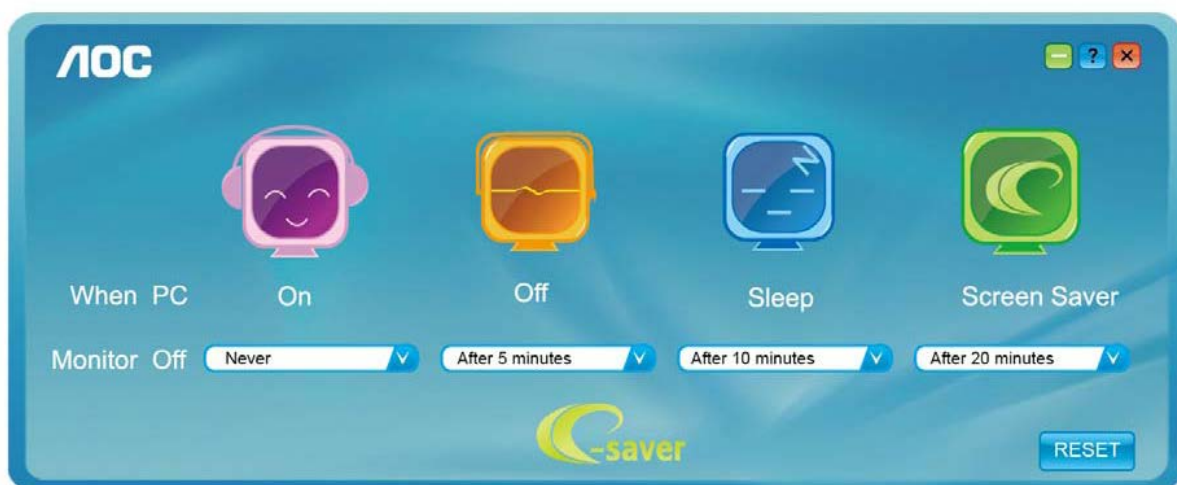 AOC
?
When PC On Off Sleep Screen Saver
Monitor Off Never After 5 minutes After 10 minutes After 20 minutes
e-saver
RESET